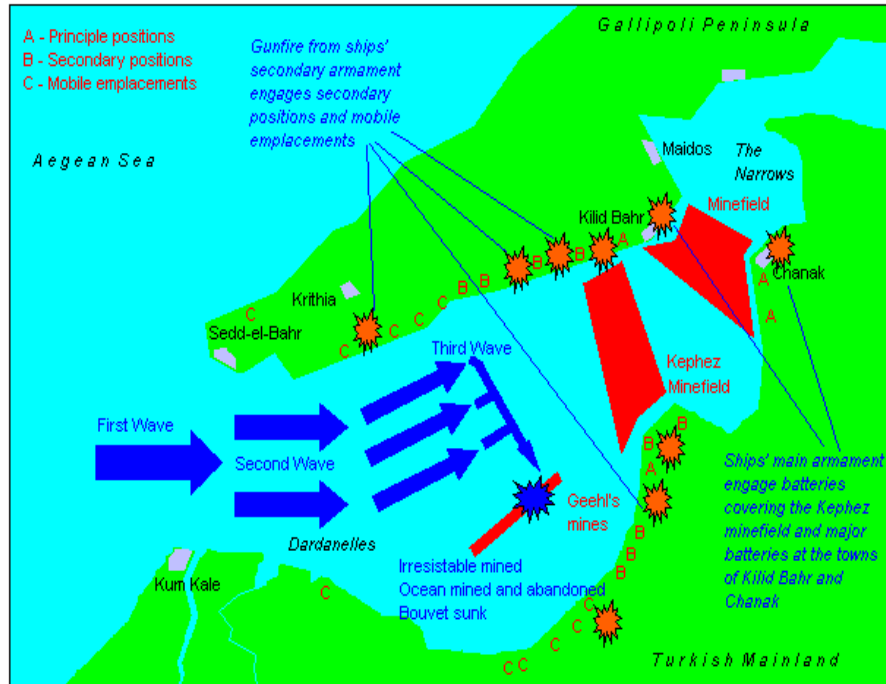 Gallipoli Peninsula
A - Principle positions
B - Secondary positions
C - Mobile emplacements
Gunfire from ships'
secondary armament
engages secondary
positions and mobile
emplacements
Aegean Sea
Maidos
The
Narrows
Minefield
Kilid Bahr
A
B
B
B
B
C
C
C
C
C
Chanak
A
A
Krithia
Sedd-el-Bahr
Third Wave
Kephez
Minefield
First Wave
Second Wave
B
B
A
Ships' main armament
engage batteries
covering the Kephez
minefield and major
batteries at the towns
of Kilid Bahr and
Chanak
Geehl's
mines
Dardanelles
Irresistable mined
Ocean mined and abandoned
Bouvet sunk
Kum Kale
B
B
B
C
C
C
C
C
C
C
Turkish Mainland